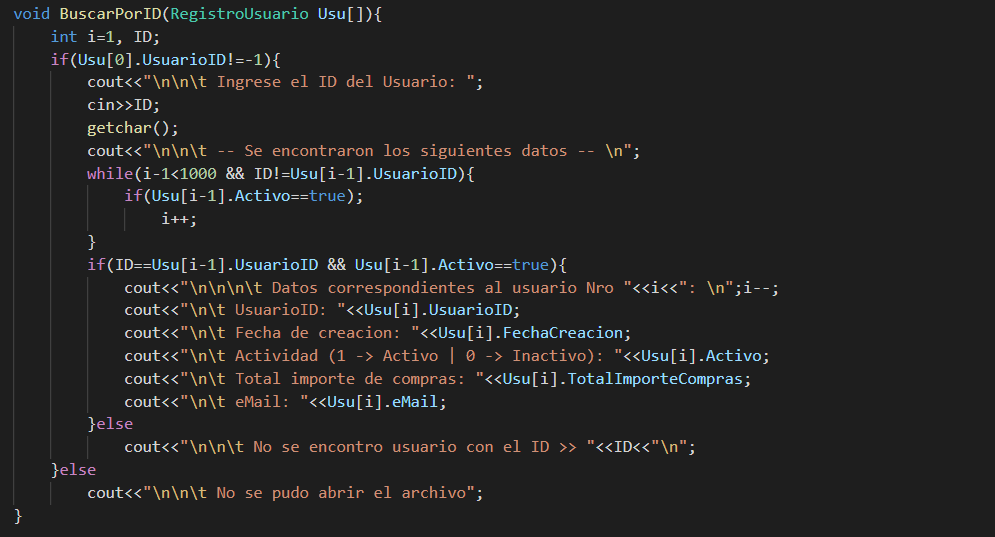 void BuscarPorID(RegistroUsuario Usu[]){
    int i=1, ID;
    if(Usu[0].UsuarioID!=-1){
        cout<<"\n\n\t Ingrese el ID del Usuario: ";
        cin>>ID;
        getchar();
        cout<<"\n\n\t -- Se encontraron los siguientes datos -- \n";
        while(i-1<1000 && ID!=Usu[i-1].UsuarioID){
            if(Usu[i-1].Activo==true);
                i++;
        }
        if(ID==Usu[i-1].UsuarioID && Usu[i-1].Activo==true){
            cout<<"\n\n\n\t Datos correspondientes al usuario Nro "<<i<<": \n";i--;
            cout<<"\n\t UsuarioID: "<<Usu[i].UsuarioID;
            cout<<"\n\t Fecha de creacion: "<<Usu[i].FechaCreacion;
            cout<<"\n\t Actividad (1 -> Activo | 0 -> Inactivo): "<<Usu[i].Activo;
            cout<<"\n\t Total importe de compras: "<<Usu[i].TotalImporteCompras;
            cout<<"\n\t eMail: "<<Usu[i].eMail;
        }else
            cout<<"\n\n\t No se encontro usuario con el ID >> "<<ID<<"\n";
    }else
        cout<<"\n\n\t No se pudo abrir el archivo";
}